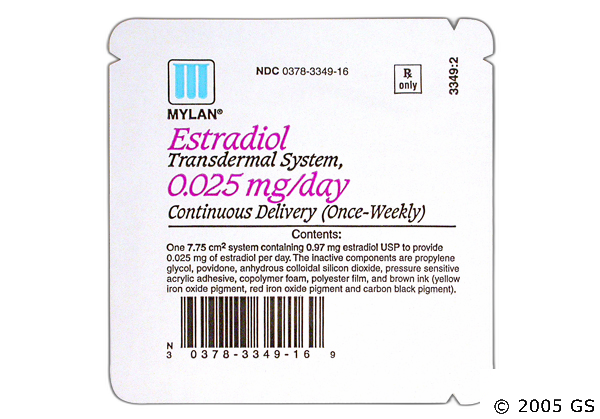 NDC 0378-3349-16
Rx only
3349:2
MYLAN®
Estradiol
Transdermal System,
0.025 mg/day
Continuous Delivery (Once-Weekly)
Contents:
One 7.75 cm² system containing 0.97 mg estradiol USP to provide
0.025 mg of estradiol per day. The inactive components are propylene
glycol, povidone, anhydrous colloidal silicon dioxide, pressure sensitive
acrylic adhesive, copolymer foam, polyester film, and brown ink (yellow
iron oxide pigment, red iron oxide pigment and carbon black pigment).
N
3 0378-3349-16 9
© 2005 GS